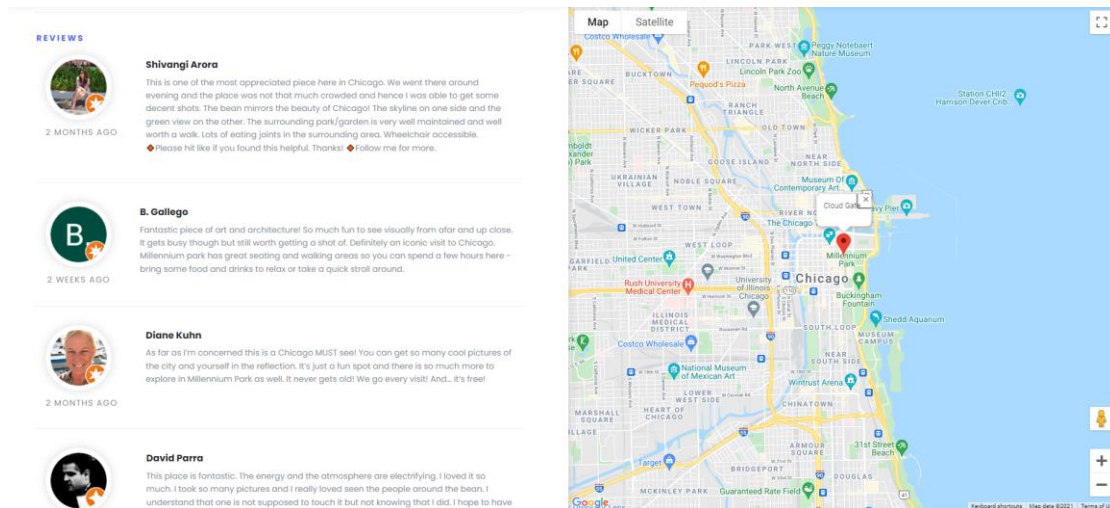 REVIEWS
Shivangi Arora
This is one of the most appreciated piece here in Chicago. We went there around
evening and the place was not that much crowded and hence I was able to get some
decent shots. The bean mirrors the beauty of Chicago! The skyline on one side and the
green view on the other. The surrounding park/garden is very well maintained and well
worth a walk. Lots of eating joints in the surrounding area. Wheelchair accessible.
🔸Please hit like if you found this helpful. Thanks! 🔸Follow me for more.
2 MONTHS AGO
B
B. Gallego
Fantastic piece of art and architecture! So much fun to see visually from afar and up close.
It gets busy though but still worth getting a shot of. Definitely an iconic visit to Chicago.
Millennium park has great seating and walking areas so you can spend a few hours here -
bring some food and drinks to relax or take a quick stroll around.
2 WEEKS AGO
Diane Kuhn
As far as I'm concerned this is a Chicago MUST see! You can get so many cool pictures of
the city and yourself in the reflection. It's just a fun spot and there is so much more to
explore in Millennium Park as well. It never gets old! We go every visit! And... it's free!
2 MONTHS AGO
David Parra
This place is fantastic. The energy and the atmosphere are electrifying, I loved it so
much. I took so many pictures and I really loved seen the people around the bean. I
understand that one is not supposed to touch it but not knowing that I did. I hope to have
Map
Satellite
Costco Wholesale
PARK WEST
Peggy Notebaert
Nature Museum
LINCOLN PARK
Lincoln Park Zoo
BUCKTOWN
Pequod's Pizza
North Avenue
Beach
Station CHII2
Harrison-Dever Crib
RANCH
TRIANGLE
WICKER PARK
OLD TOWN
GOOSE ISLAND
NEAR
NORTH SIDE
UKRAINIAN
VILLAGE
NOBLE SQUARE
Museum Of
Contemporary Art...
Cloud Gate
WEST TOWN
RIVER NO
vy Pier
The Chicago
WEST LOOP
United Center
Millennium
Park
Rush University
Medical Center
University
of Illinois
Chicago
Chicago
Buckingham
Fountain
ILLINOIS
MEDICAL
DISTRICT
Shedd Aquarium
SOUTH LOOP
MUSEUM
CAMPUS
Costco Wholesale
NEAR
SOUTH SIDE
National Museum
of Mexican Art
Wintrust Arena
LOWER
WEST SIDE
MARSHALL
SQUARE
HEART OF
CHICAGO
CHINATOWN
ARMOUR
SQUARE
31st Street
Beach
Target
BRIDGEPORT
DOUGLAS
MCKINLEY PARK
Guaranteed Rate Field
Google
Keyboard shortcuts
Map data ©2021
Terms of U